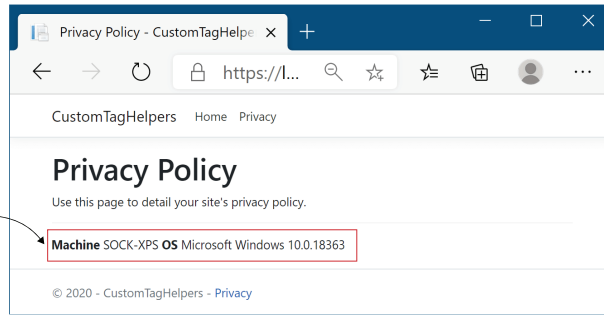 Privacy Policy - CustomTagHelpe
https://l...
CustomTagHelpers Home Privacy
Privacy Policy
Use this page to detail your site's privacy policy.
Machine SOCK-XPS OS Microsoft Windows 10.0.18363
© 2020 - CustomTagHelpers - Privacy